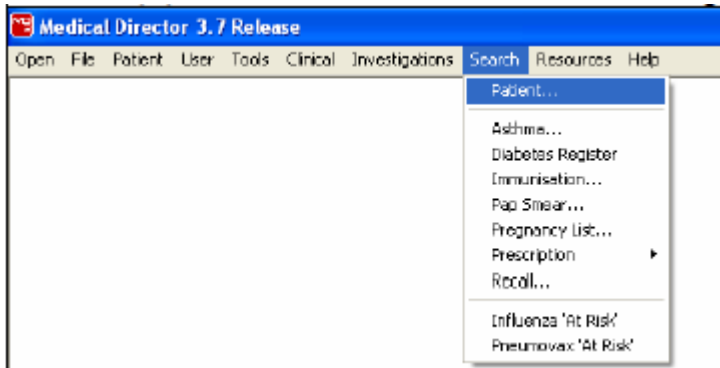 Medical Director 3.7 Release
Open File Patient User Tools Clinical Investigations Search Resources Help
Patient...
Asthma...
Diabetes Register
Immunisation...
Pap Smear...
Pregnancy List...
Prescription
Recall...
Influenza 'At Risk'
Pneumovax 'At Risk'